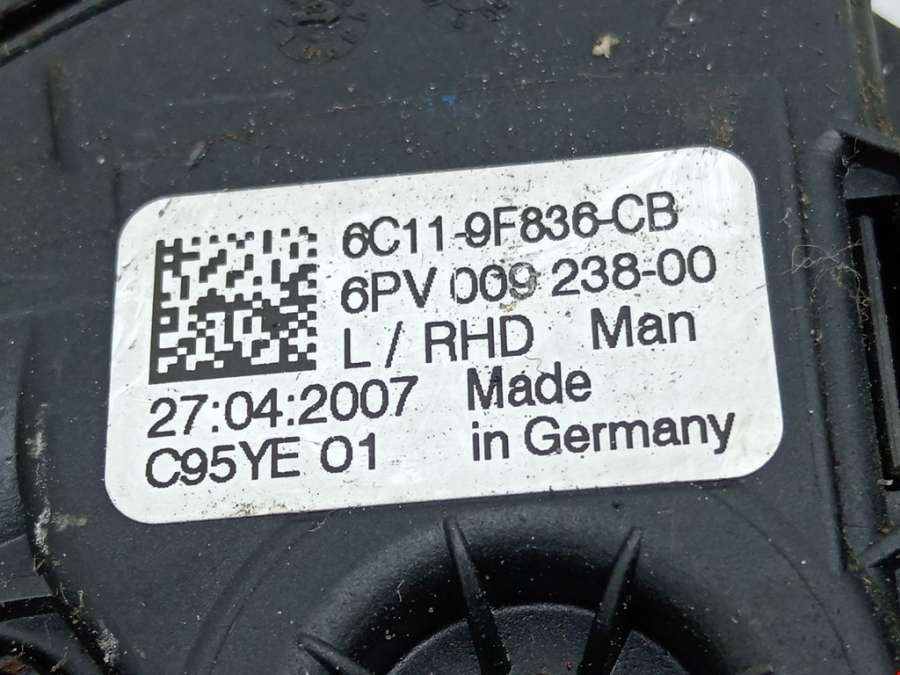 6C11-9F836-CB
6PV 009 238-00
L / RHD Man
27:04:2007 Made
C95YE 01 in Germany